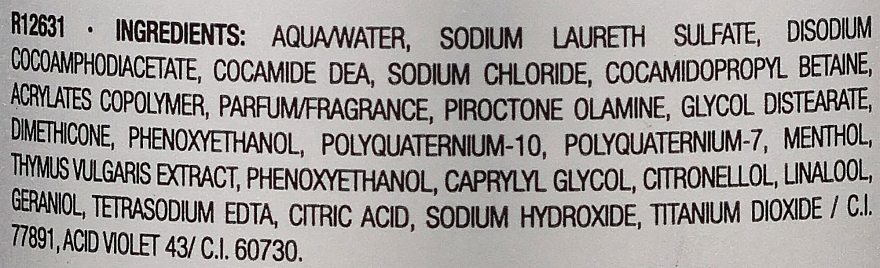 R12631 · INGREDIENTS: AQUA/WATER, SODIUM LAURETH SULFATE, DISODIUM
COCOAMPHODIACETATE, COCAMIDE DEA, SODIUM CHLORIDE, COCAMIDOPROPYL BETAINE,
ACRYLATES COPOLYMER, PARFUM/FRAGRANCE, PIROCTONE OLAMINE, GLYCOL DISTEARATE,
DIMETHICONE, PHENOXYETHANOL, POLYQUATERNIUM-10, POLYQUATERNIUM-7, MENTHOL,
THYMUS VULGARIS EXTRACT, PHENOXYETHANOL, CAPRYLYL GLYCOL, CITRONELLOL, LINALOOL,
GERANIOL, TETRASODIUM EDTA, CITRIC ACID, SODIUM HYDROXIDE, TITANIUM DIOXIDE / C.I.
77891, ACID VIOLET 43/ C.I. 60730.